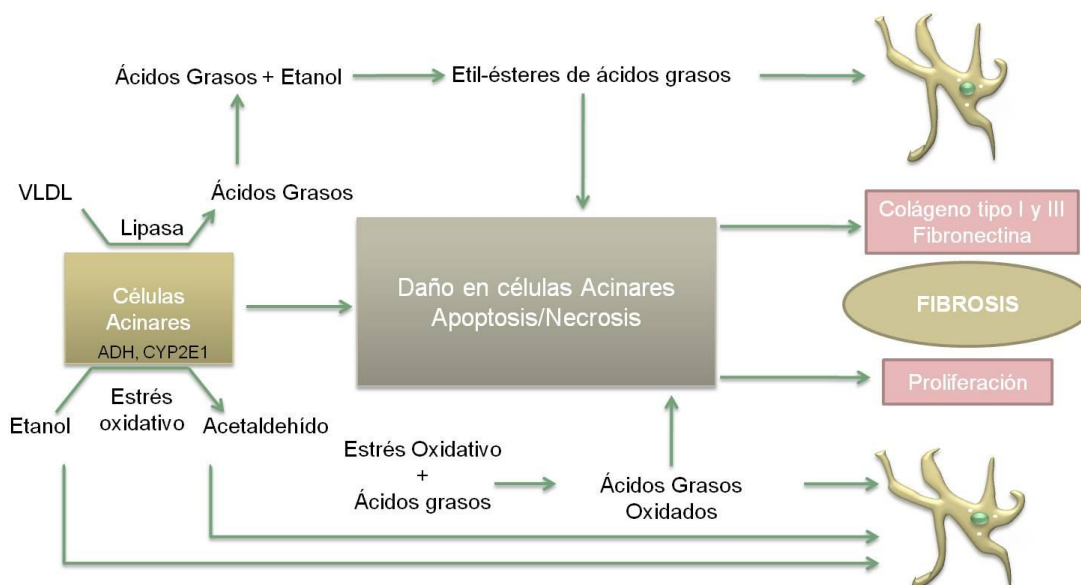 Ácidos Grasos + Etanol
Etil-ésteres de ácidos grasos
VLDL
Ácidos Grasos
Lipasa
Células
Acinares
ADH, CYP2E1
Daño en células Acinares
Apoptosis/Necrosis
Colágeno tipo I y III
Fibronectina
FIBROSIS
Proliferación
Estrés
oxidativo
Etanol
Acetaldehído
Estrés Oxidativo
+
Ácidos grasos
Ácidos Grasos
Oxidados